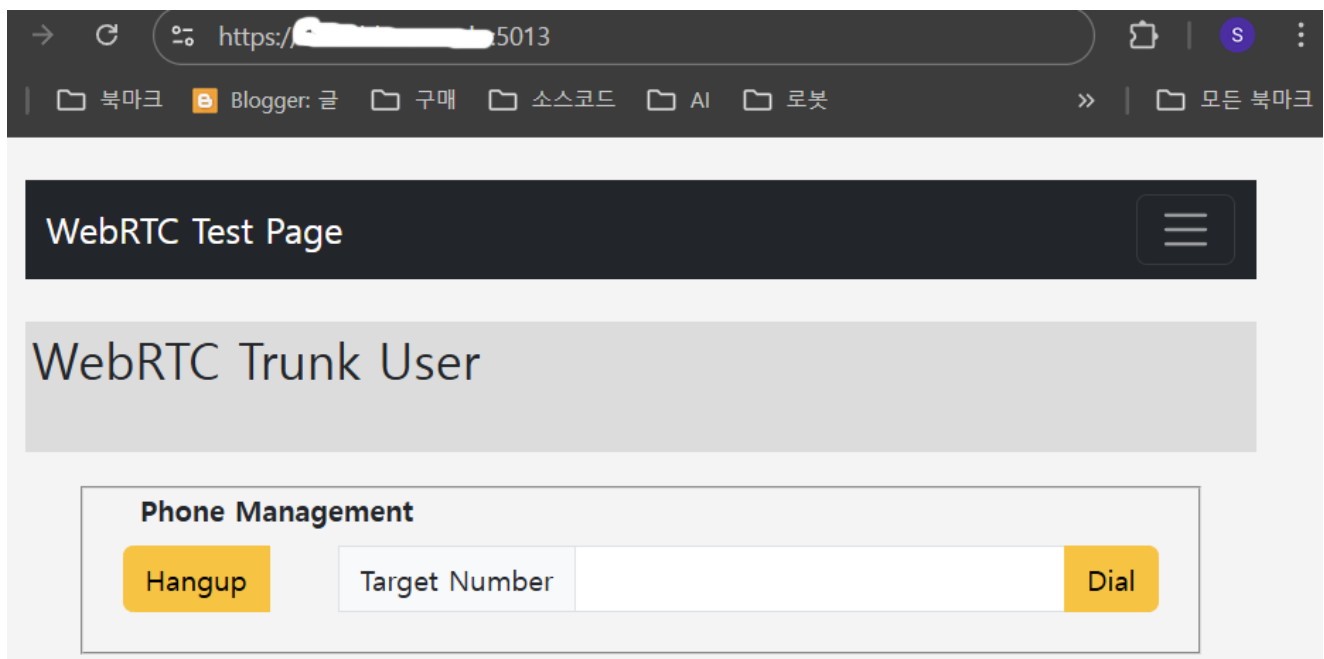 https:// :5013
북마크 Blogger: 글 구매 소스코드 AI 로봇 » 모든 북마크
S
WebRTC Test Page
WebRTC Trunk User
Phone Management
Hangup Target Number Dial